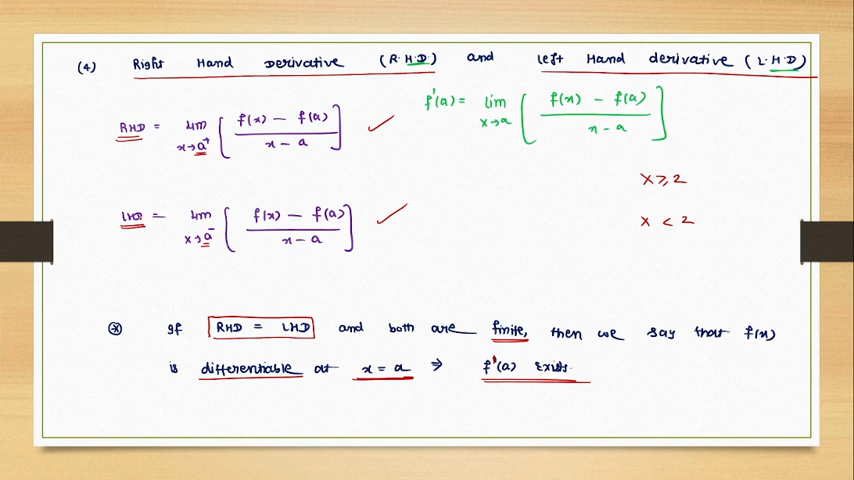 (4) Right Hand Derivative (R.H.D) and Left Hand derivative (L.H.D)
f'(a) = lim x→a [ f(x) - f(a) / x - a ]
RHD = lim x→a⁺ [ f(x) - f(a) / x - a ] ✓
x ≥ 2
LHD = lim x→a⁻ [ f(x) - f(a) / x - a ] ✓
x < 2
⊛ If RHD = LHD and both are finite, then we say that f(x)
is differentiable at x = a ⇒ f'(a) exists.